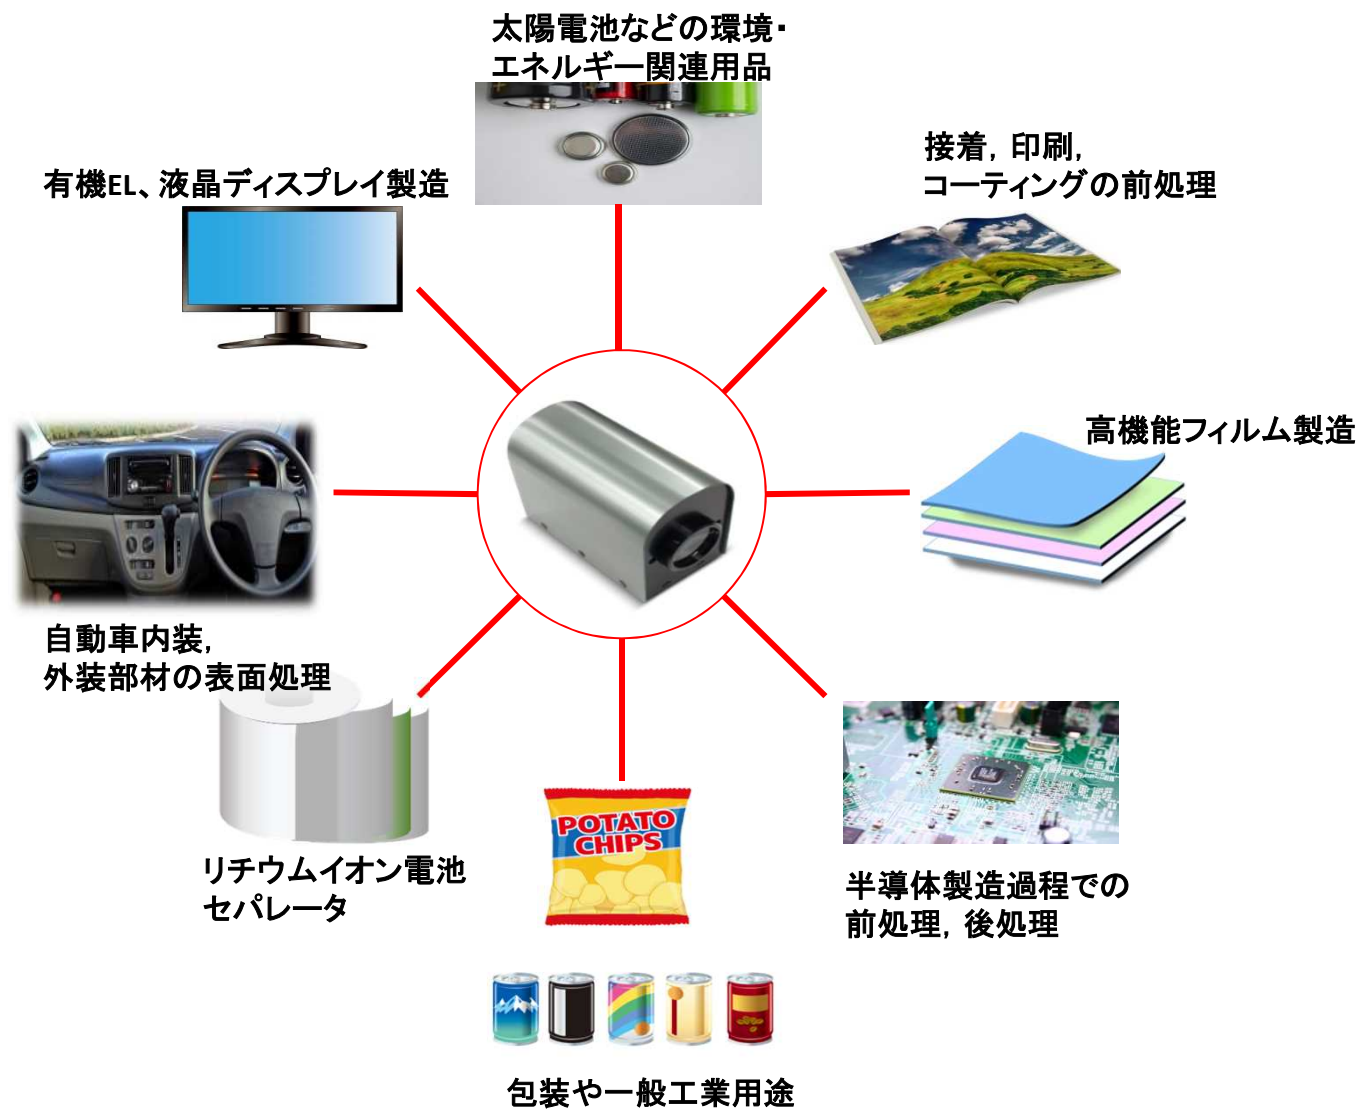 太陽電池などの環境・
エネルギー関連用品
有機EL、液晶ディスプレイ製造
接着, 印刷,
コーティングの前処理
高機能フィルム製造
自動車内装,
外装部材の表面処理
リチウムイオン電池
セパレータ
POTATO
CHIPS
半導体製造過程での
前処理, 後処理
包装や一般工業用途